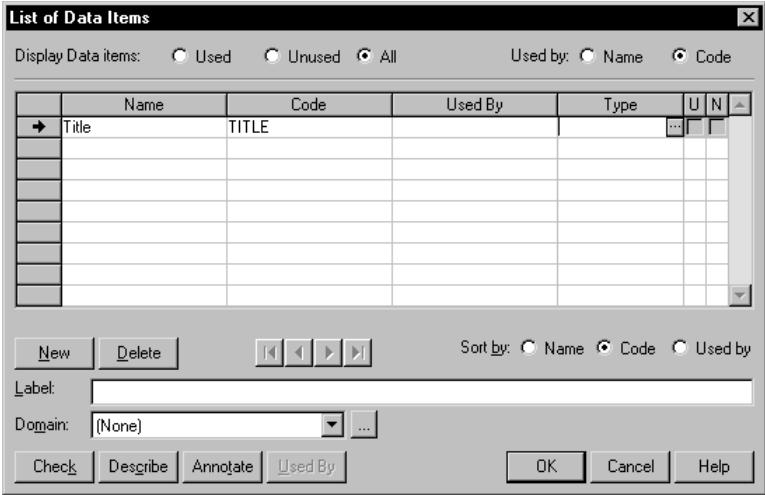 List of Data Items
Display Data items: Used Unused All Used by: Name Code
Name Code Used By Type U N
Title TITLE ...
New Delete Sort by: Name Code Used by
Label:
Domain: (None) ...
Check Describe Annotate Used By OK Cancel Help